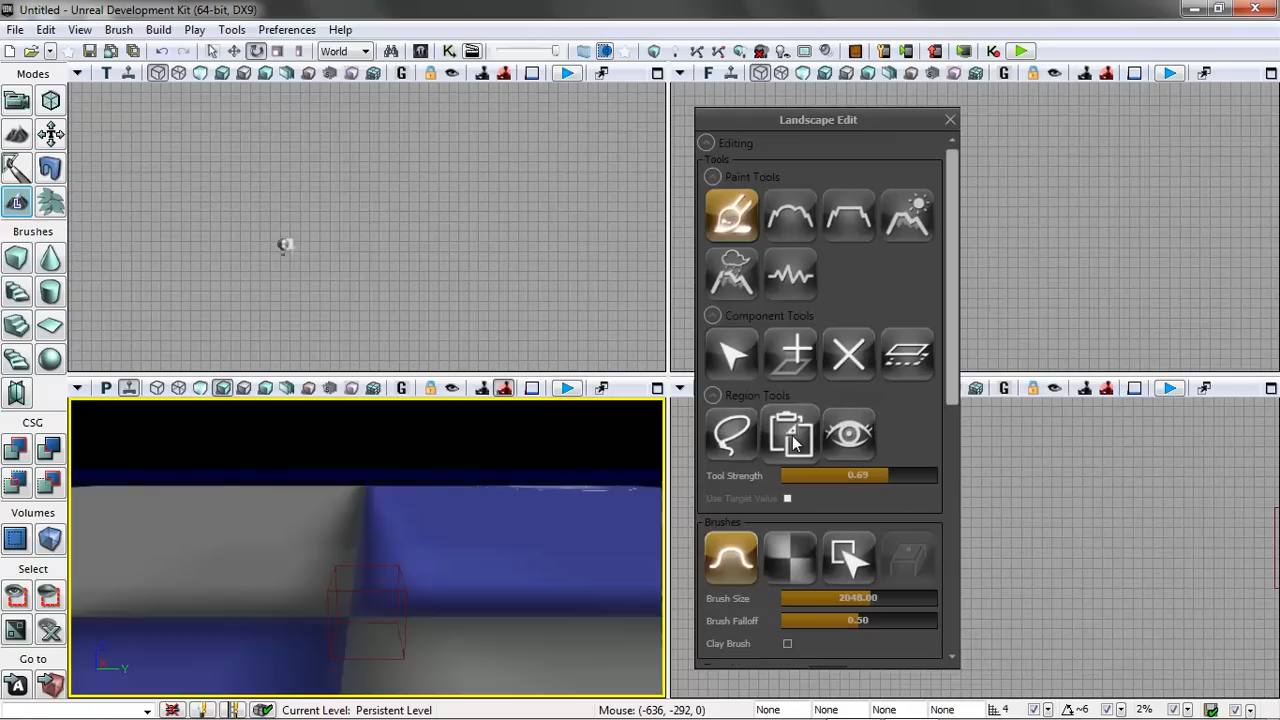 Untitled - Unreal Development Kit (64-bit, DX9)
File Edit View Brush Build Play Tools Preferences Help
World
Modes
T
G
F
G
Landscape Edit
Editing
Tools
Paint Tools
L
Brushes
Component Tools
P
G
Region Tools
CSG
Tool Strength 0.69
Use Target Value
Volumes
Brushes
Select
Brush Size 2048.00
Brush Falloff 0.50
Clay Brush
Go to
Y
Current Level: Persistent Level
Mouse: (-636, -292, 0)
None None None None
4
~6
2%